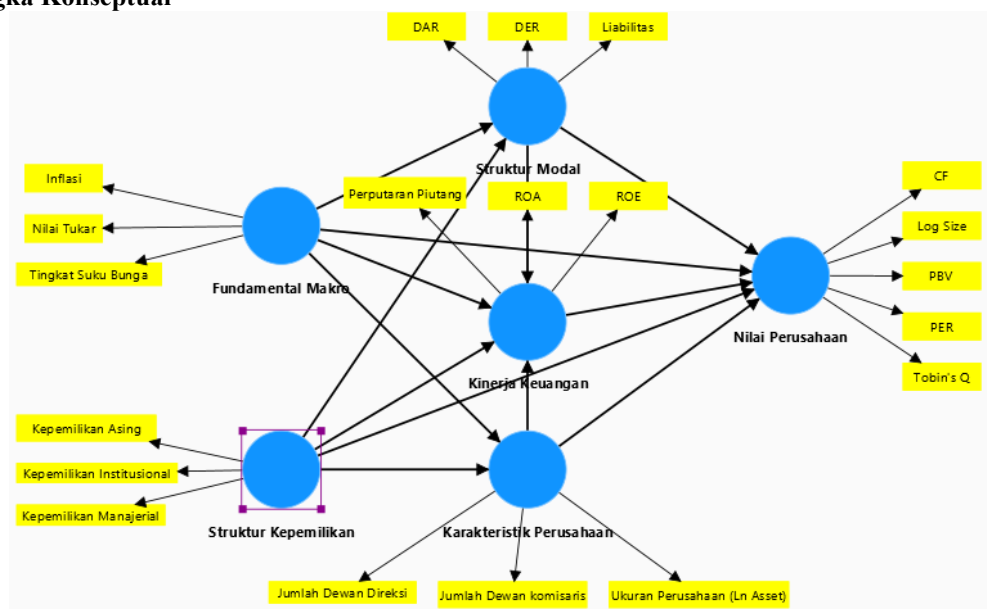 Konseptual
DAR
DER
Liabilitas
Struktur Modal
Inflasi
Nilai Tukar
Tingkat Suku Bunga
Fundamental Makro
Perputaran Piutang
ROA
ROE
Kinerja Keuangan
CF
Log Size
PBV
PER
Tobin's Q
Nilai Perusahaan
Kepemilikan Asing
Kepemilikan Institusional
Kepemilikan Manajerial
Struktur Kepemilikan
Karakteristik Perusahaan
Jumlah Dewan Direksi
Jumlah Dewan komisaris
Ukuran Perusahaan (Ln Asset)